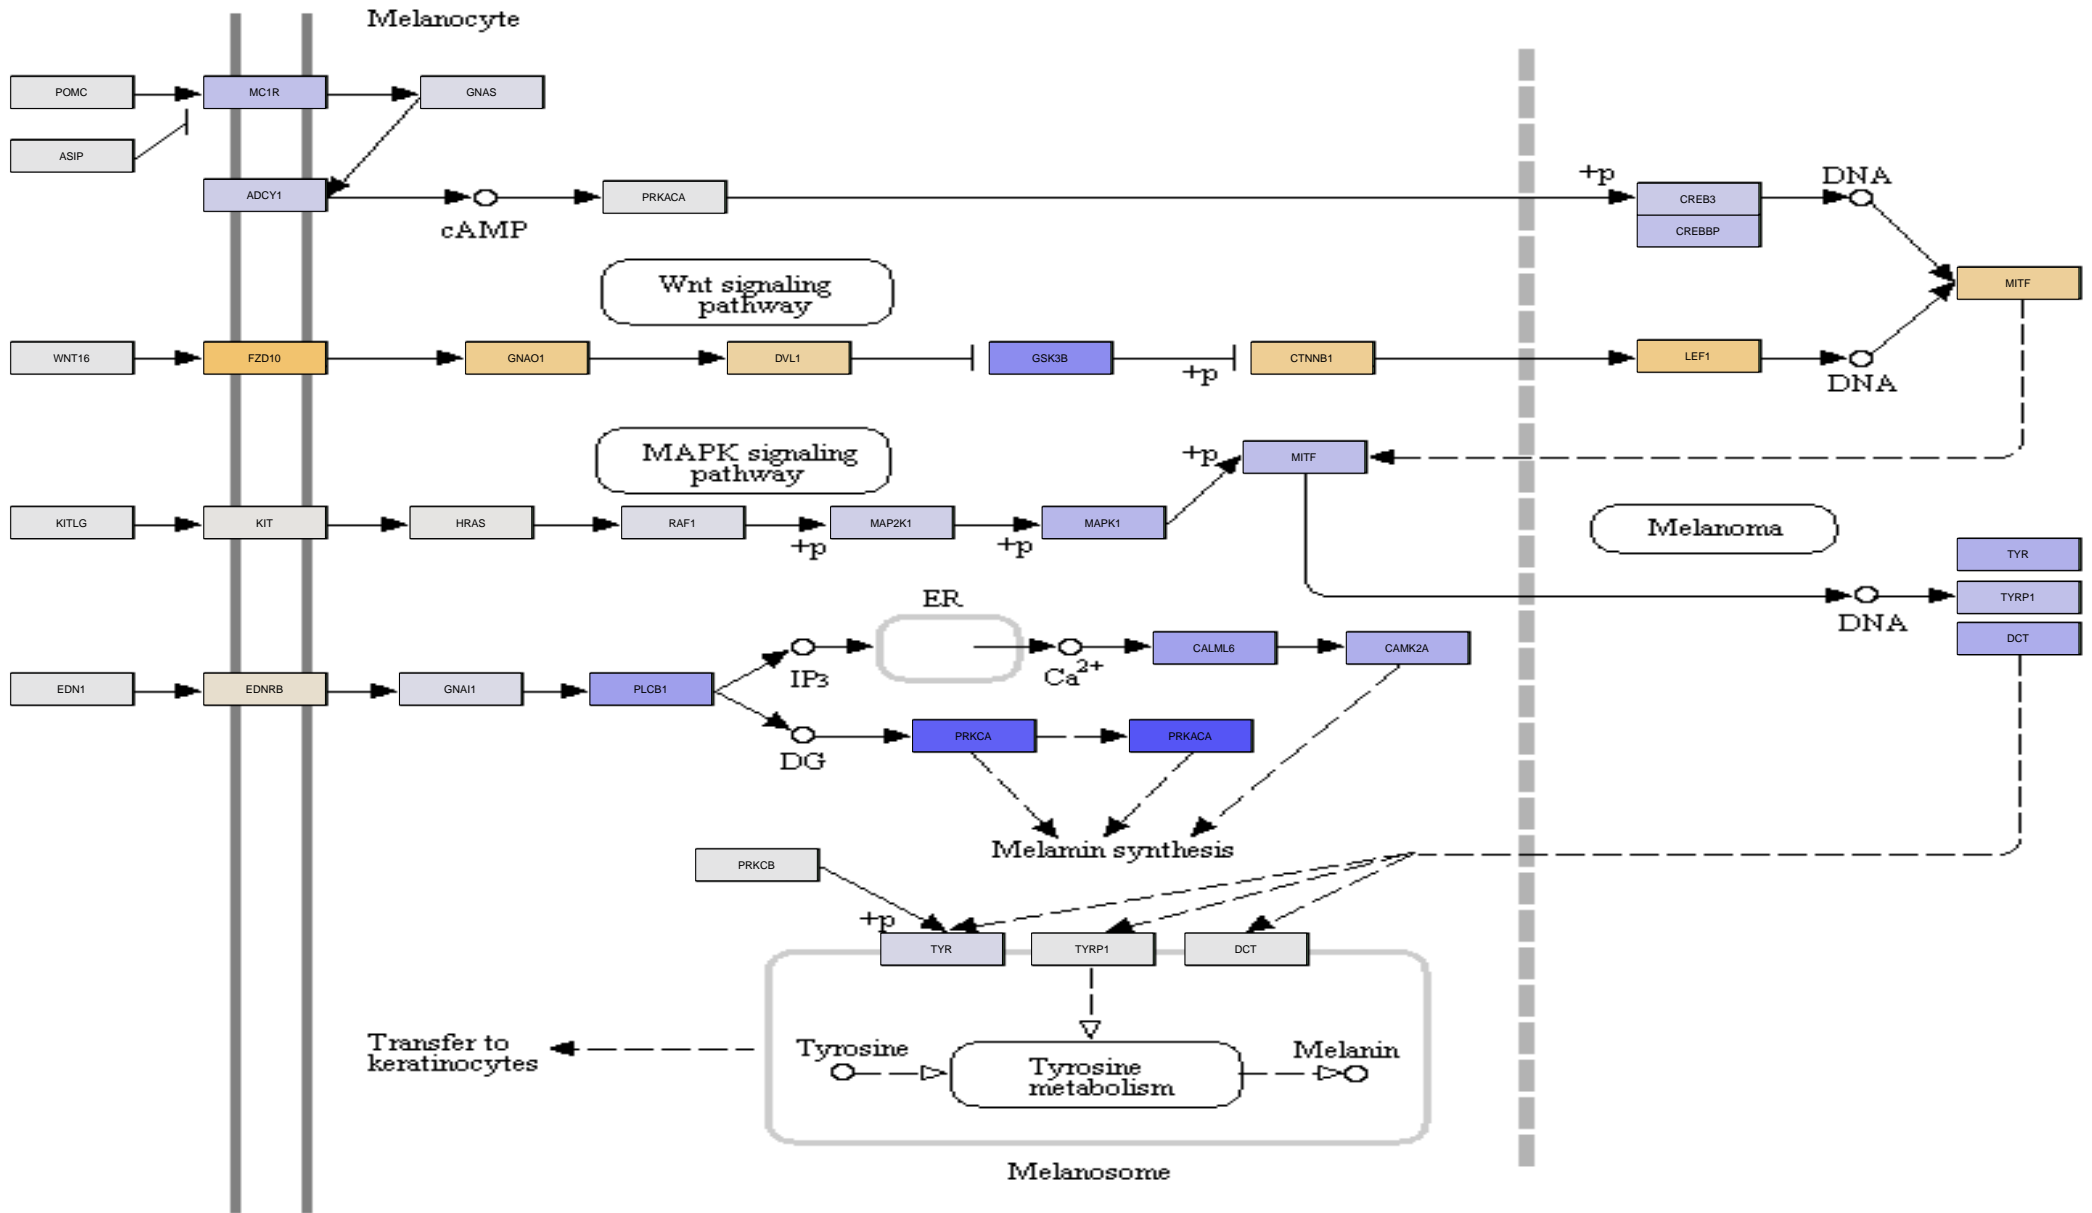 Melanocyte
POMC
MC1R
GNAS
ASIP
ADCY1
cAMP
PRKACA
+p
CREB3
CREBBP
DNA
MITF
Wnt signaling
pathway
WNT16
FZD10
GNAO1
DVL1
GSK3B
+p
CTNNB1
LEF1
DNA
MAPK signaling
pathway
+p
MITF
KITLG
KIT
HRAS
RAF1
+p
MAP2K1
+p
MAPK1
Melanoma
TYR
TYRP1
DCT
DNA
ER
IP3
Ca2+
CALML6
CAMK2A
EDN1
EDNRB
GNAI1
PLCB1
DG
PRKCA
PRKACA
Melamin synthesis
PRKCB
+p
TYR
TYRP1
DCT
Transfer to
keratinocytes
Tyrosine
Tyrosine
metabolism
Melanin
Melanosome